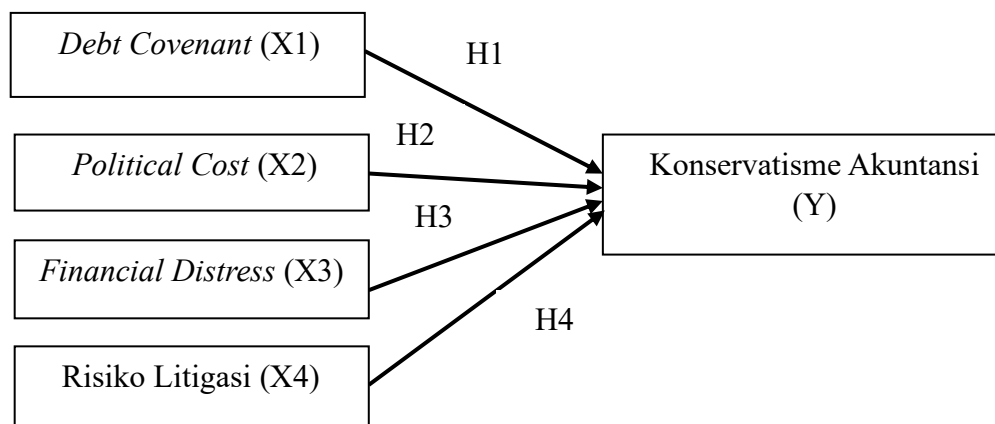 Debt Covenant (X1)
H1
H2
Political Cost (X2)
Konservatisme Akuntansi
(Y)
H3
Financial Distress (X3)
H4
Risiko Litigasi (X4)